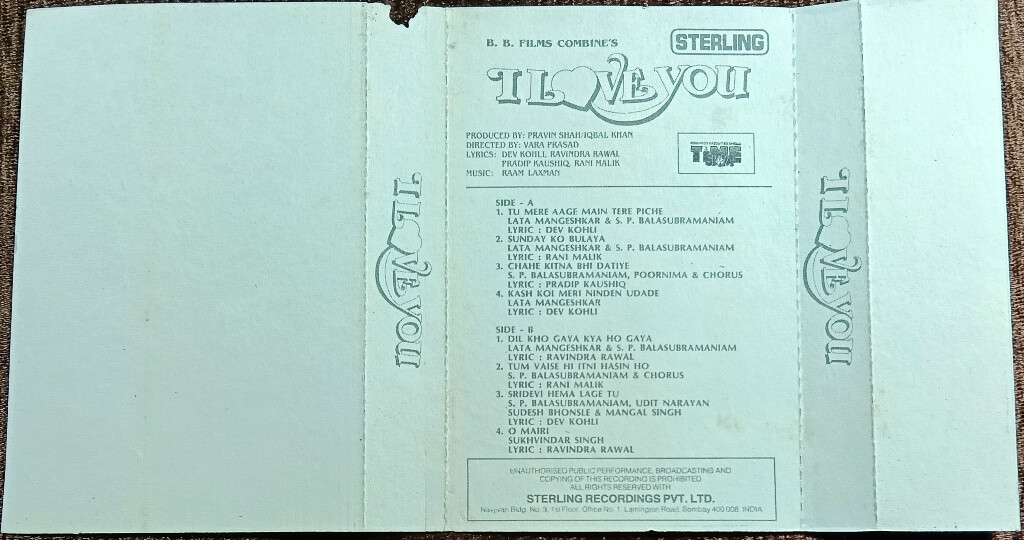 B. B. FILMS COMBINE'S
STERLING
I LOVE YOU
PRODUCED BY: PRAVIN SHAH/IQBAL KHAN
DIRECTED BY: VARA PRASAD
LYRICS: DEV KOHLI, RAVINDRA RAWAL
PRADIP KAUSHIQ, RANI MALIK
MUSIC: RAAM LAXMAN
TIME
SIDE - A
1. TU MERE AAGE MAIN TERE PICHE
LATA MANGESHKAR & S. P. BALASUBRAMANIAM
LYRIC : DEV KOHLI
2. SUNDAY KO BULAYA
LATA MANGESHKAR & S. P. BALASUBRAMANIAM
LYRIC : RANI MALIK
3. CHAHE KITNA BHI DATIYE
S. P. BALASUBRAMANIAM, POORNIMA & CHORUS
LYRIC : PRADIP KAUSHIQ
4. KASH KOI MERI NINDEN UDADE
LATA MANGESHKAR
LYRIC : DEV KOHLI
SIDE - B
1. DIL KHO GAYA KYA HO GAYA
LATA MANGESHKAR & S. P. BALASUBRAMANIAM
LYRIC : RAVINDRA RAWAL
2. TUM VAISE HI ITNI HASIN HO
S. P. BALASUBRAMANIAM & CHORUS
LYRIC : RANI MALIK
3. SRIDEVI HEMA LAGE TU
S. P. BALASUBRAMANIAM, UDIT NARAYAN
SUDESH BHONSLE & MANGAL SINGH
LYRIC : DEV KOHLI
4. O MAIRI
SUKHVINDAR SINGH
LYRIC : RAVINDRA RAWAL
UNAUTHORISED PUBLIC PERFORMANCE, BROADCASTING AND
COPYING OF THIS RECORDING IS PROHIBITED
ALL RIGHTS RESERVED WITH
STERLING RECORDINGS PVT. LTD.
Navjivan Bldg. No. 3, 1st Floor, Office No. 1, Lamington Road, Bombay 400 008. INDIA
I LOVE YOU
I LOVE YOU